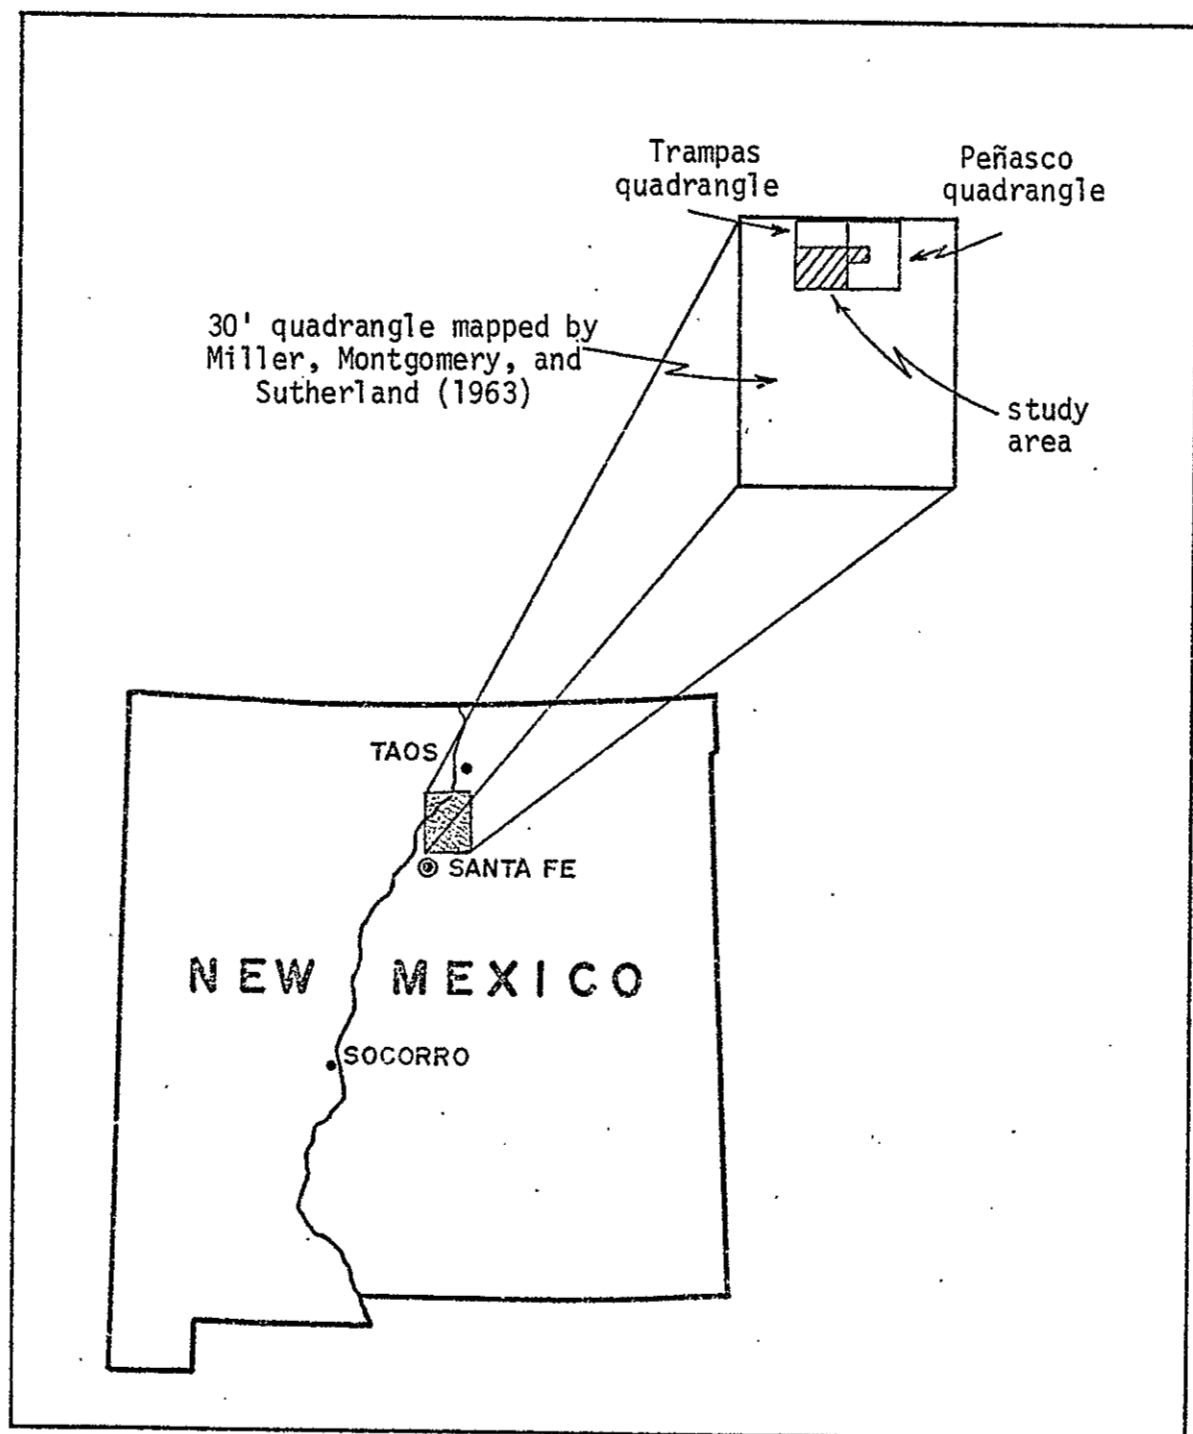 Trampas
quadrangle
Peñasco
quadrangle
30' quadrangle mapped by
Miller, Montgomery, and
Sutherland (1963)
study
area
TAOS
SANTA FE
NEW MEXICO
SOCORRO